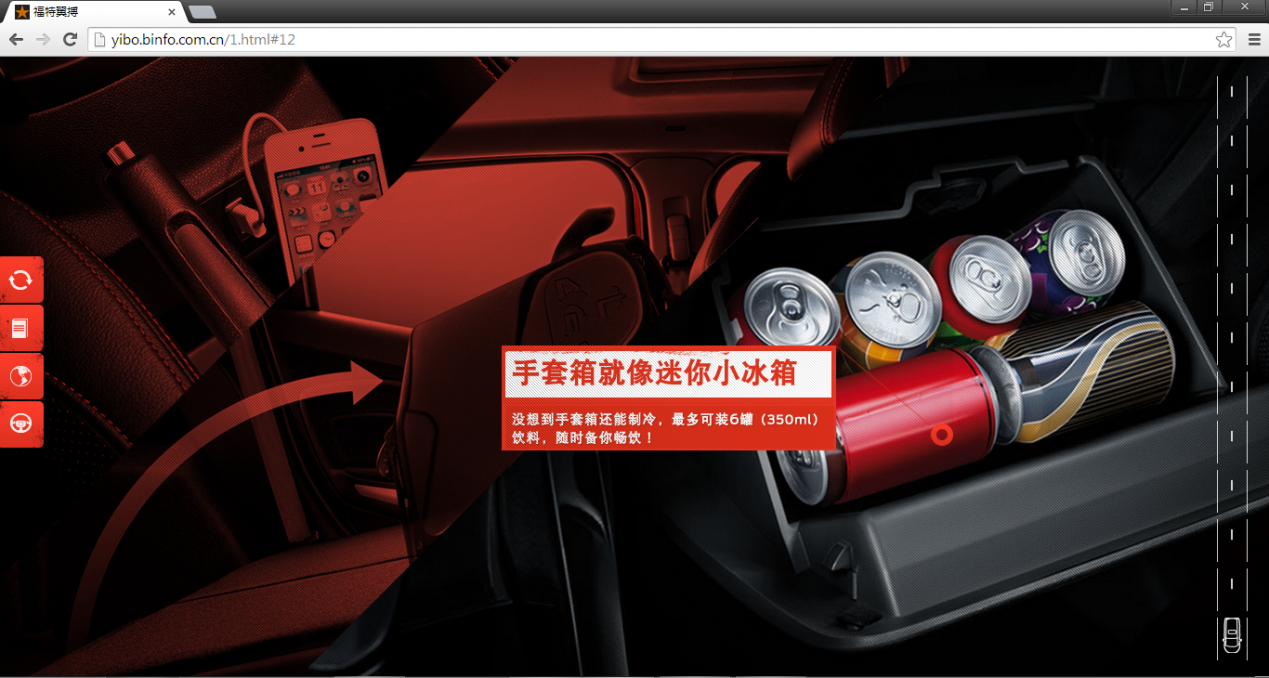 福特翼搏
yibo.binfo.com.cn/1.html#12
11
手套箱就像迷你小冰箱
没想到手套箱还能制冷，最多可装6罐（350ml）
饮料，随时备你畅饮！